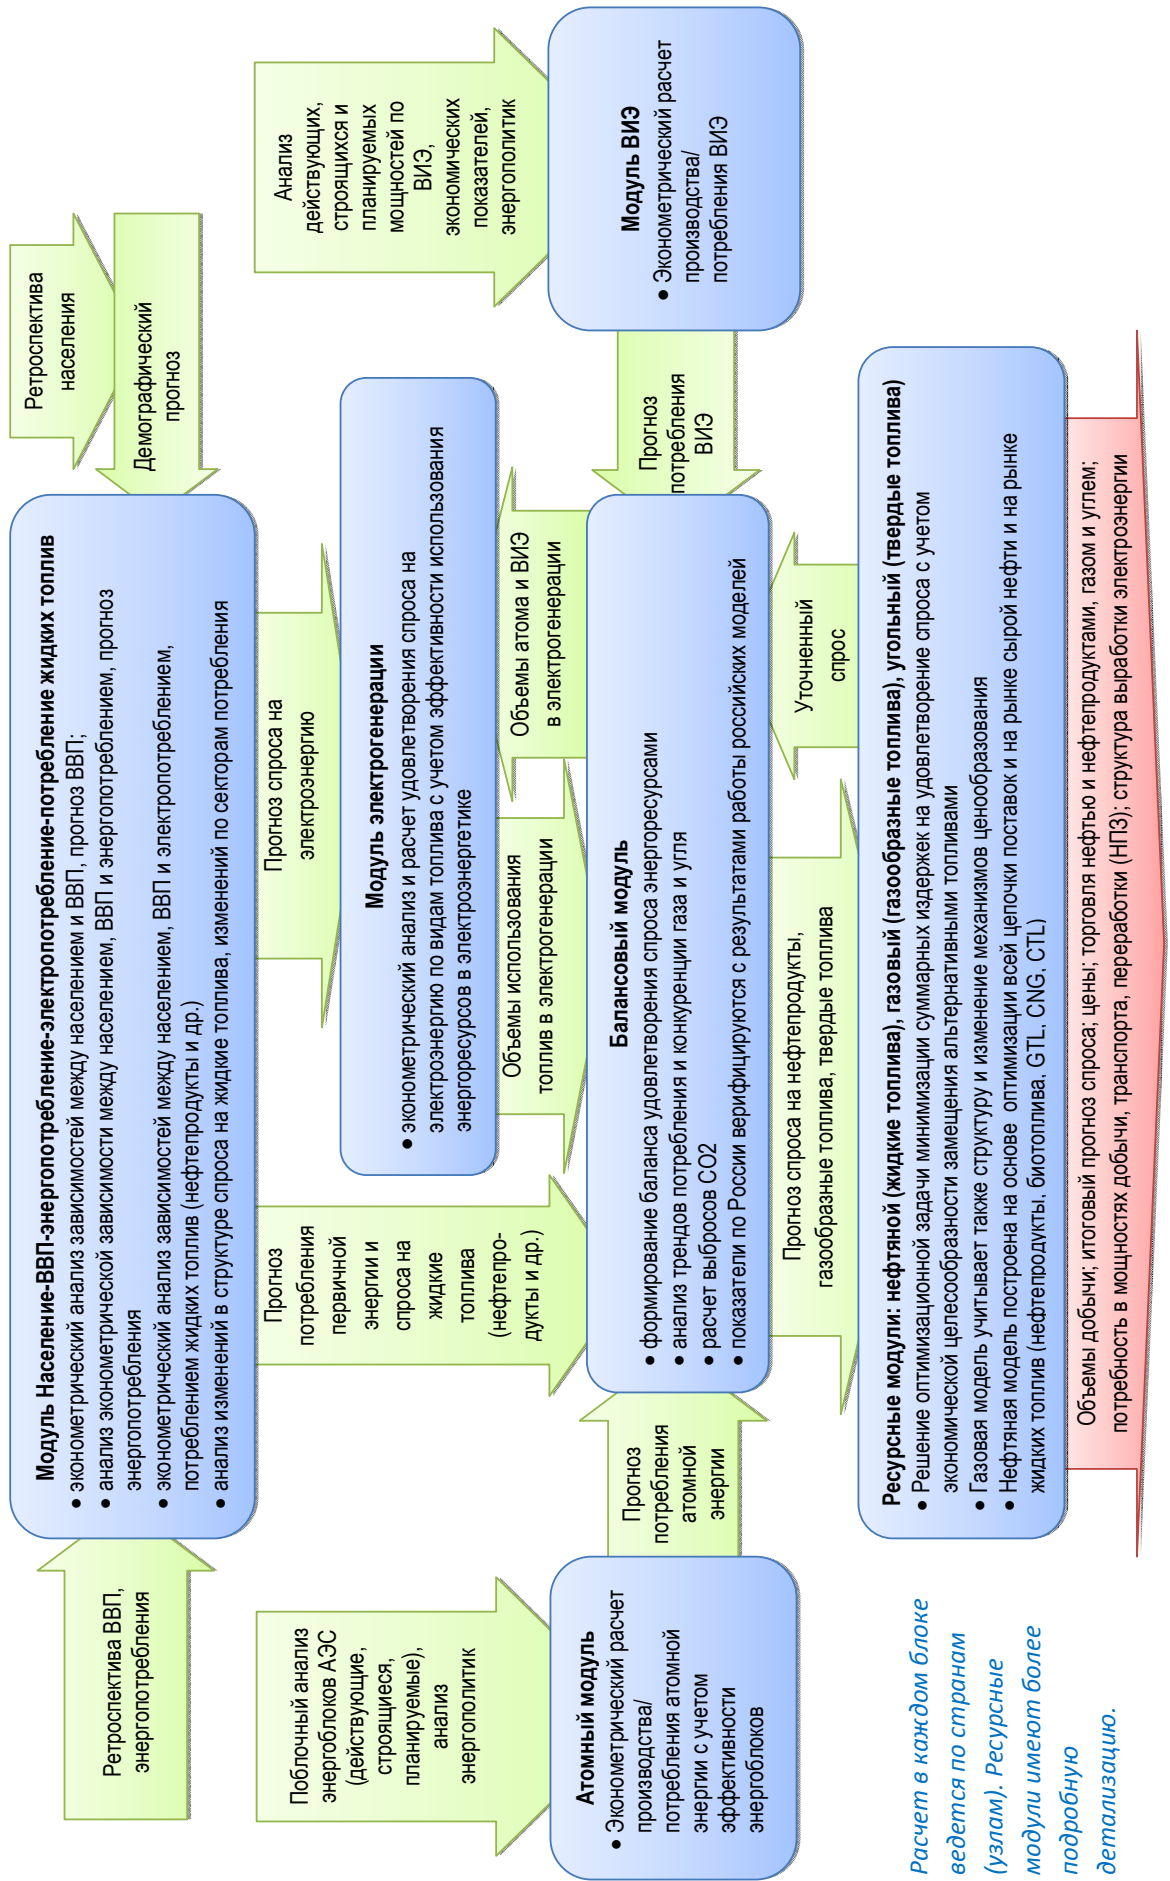 Ретроспектива ВВП,
энергопотребления
Модуль Население-ВВП-энергопотребление-электропотребление-потребление жидких топлив
• эконометрический анализ зависимостей между населением и ВВП, прогноз ВВП;
• анализ эконометрической зависимости между населением, ВВП и энергопотреблением, прогноз
энергопотребления
• эконометрический анализ зависимостей между населением, ВВП и электропотреблением,
потреблением жидких топлив (нефтепродукты и др.)
• анализ изменений в структуре спроса на жидкие топлива, изменений по секторам потребления
Ретроспектива
населения
Демографический
прогноз
Поблочный анализ
энергоблоков АЭС
(действующие,
строящиеся,
планируемые),
анализ
энергополитик
Прогноз
потребления
первичной
энергии и
спроса на
жидкие
топлива
(нефтепро-
дукты и др.)
Прогноз спроса на
электроэнергию
Анализ
действующих,
строящихся и
планируемых
мощностей по
ВИЭ,
экономических
показателей,
энергополитик
Модуль электрогенерации
• эконометрический анализ и расчет удовлетворения спроса на
электроэнергию по видам топлива с учетом эффективности использования
энергоресурсов в электроэнергетике
Объемы использования
топлив в электрогенерации
Объемы атома и ВИЭ
в электрогенерации
Атомный модуль
• Эконометрический расчет
производства/
потребления атомной
энергии с учетом
эффективности
энергоблоков
Прогноз
потребления
атомной
энергии
Балансовый модуль
• формирование баланса удовлетворения спроса энергоресурсами
• анализ трендов потребления и конкуренции газа и угля
• расчет выбросов СО2
• показатели по России верифицируются с результатами работы российских моделей
Прогноз
потребления
ВИЭ
Модуль ВИЭ
• Эконометрический расчет
производства/
потребления ВИЭ
Прогноз спроса на нефтепродукты,
газообразные топлива, твердые топлива
Уточненный
спрос
Ресурсные модули: нефтяной (жидкие топлива), газовый (газообразные топлива), угольный (твердые топлива)
• Решение оптимизационной задачи минимизации суммарных издержек на удовлетворение спроса с учетом
экономической целесообразности замещения альтернативными топливами
• Газовая модель учитывает также структуру и изменение механизмов ценообразования
• Нефтяная модель построена на основе оптимизации всей цепочки поставок и на рынке сырой нефти и на рынке
жидких топлив (нефтепродукты, биотоплива, GTL, CNG, CTL)
Объемы добычи; итоговый прогноз спроса, цены; торговля нефтью и нефтепродуктами, газом и углем;
потребность в мощностях добычи, транспорта, переработки (НПЗ); структура выработки электроэнергии
Расчет в каждом блоке
ведется по странам
(узлам). Ресурсные
модули имеют более
подробную
детализацию.